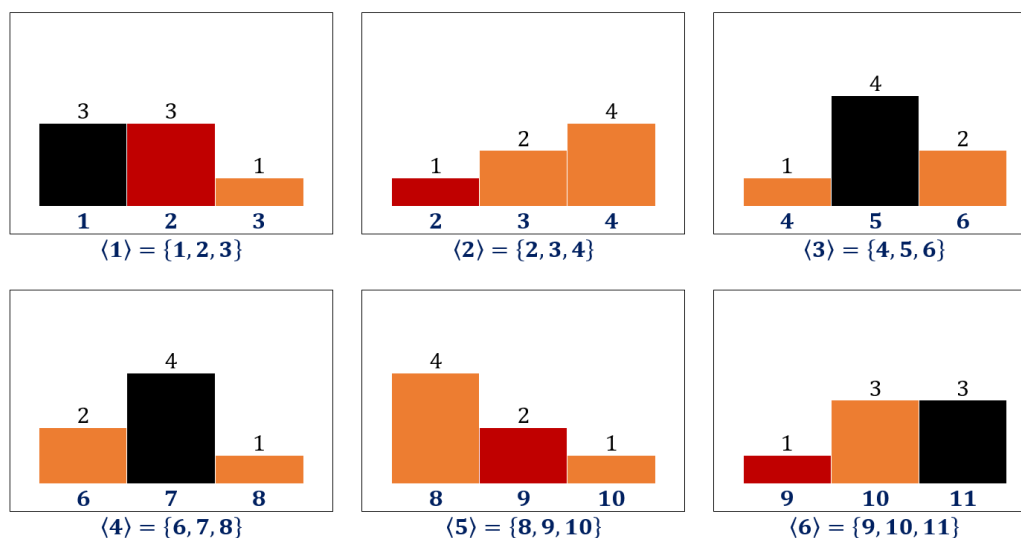 3 3 1
1 2 3
⟨1⟩ = {1, 2, 3}
1 2 4
2 3 4
⟨2⟩ = {2, 3, 4}
1 4 2
4 5 6
⟨3⟩ = {4, 5, 6}
2 4 1
6 7 8
⟨4⟩ = {6, 7, 8}
4 2 1
8 9 10
⟨5⟩ = {8, 9, 10}
1 3 3
9 10 11
⟨6⟩ = {9, 10, 11}